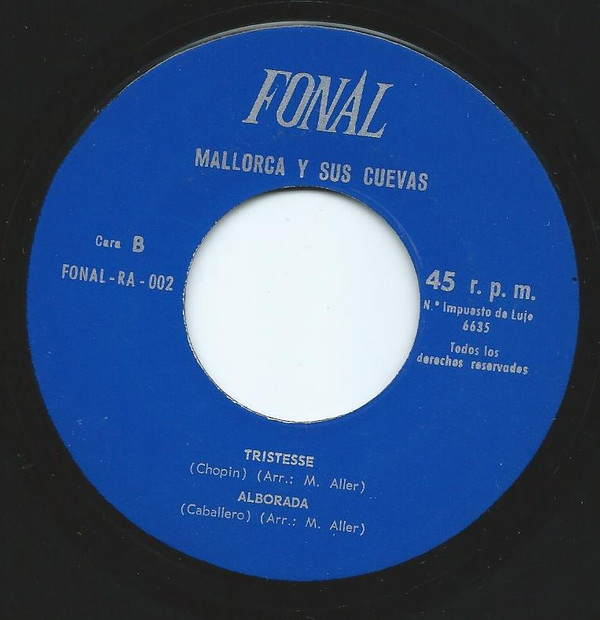 FONAL
MALLORCA Y SUS CUEVAS
Cara B
FONAL-RA-002
45 r. p. m.
N.º Impuesto de Lujo
6635
Todos los
derechos reservados
TRISTESSE
(Chopin) (Arr.: M. Aller)
ALBORADA
(Caballero) (Arr.: M. Aller)